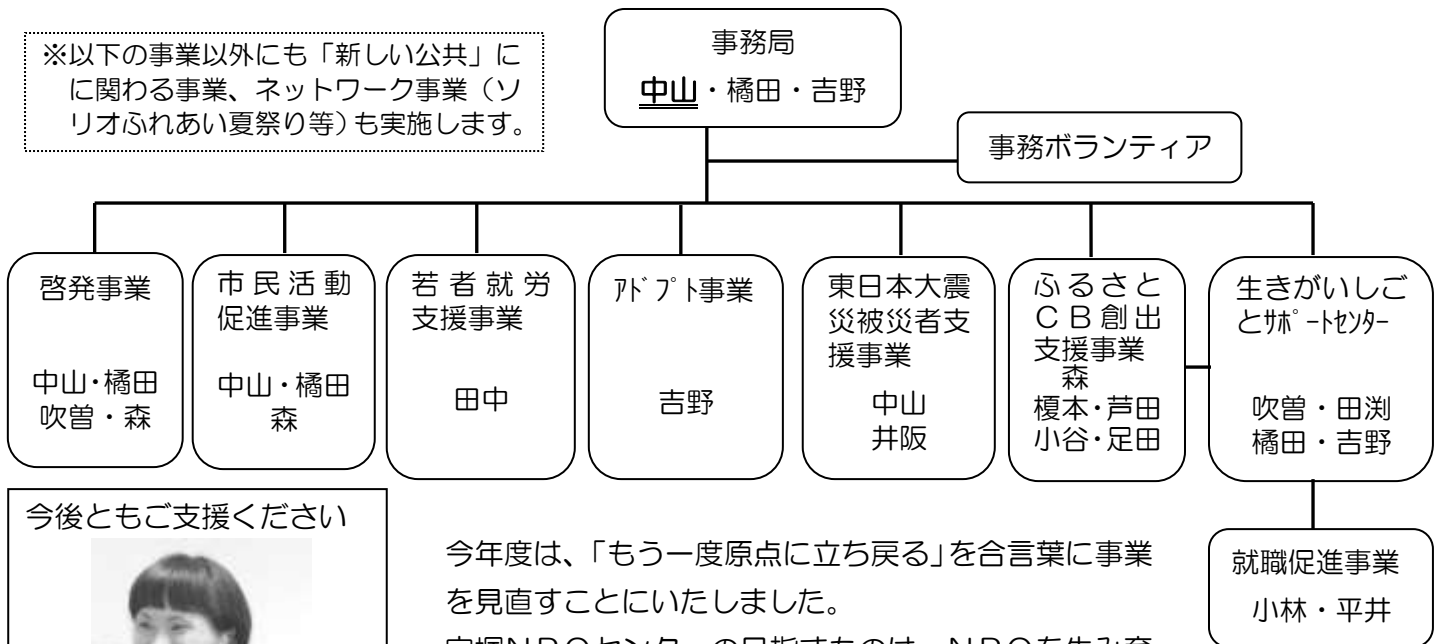 ※以下の事業以外にも「新しい公共」に
に関わる事業、ネットワーク事業（ソ
リオふれあい夏祭り等）も実施します。
事務局
中山・橘田・吉野
事務ボランティア
啓発事業
中山・橘田
吹曽・森
市民活動
促進事業
中山・橘田
森
若者就労
支援事業
田中
ｱﾄﾞﾌﾟﾄ事業
吉野
東日本大震
災被災者支
援事業
中山
井阪
ふるさと
ＣＢ創出
支援事業
森
榎本・芦田
小谷・足田
生きがいしご
とｻﾎﾟｰﾄｾﾝﾀｰ
吹曽・田渕
橘田・吉野
就職促進事業
小林・平井
今後ともご支援ください
今年度は、「もう一度原点に立ち戻る」を合言葉に事業
を見直すことにいたしました。